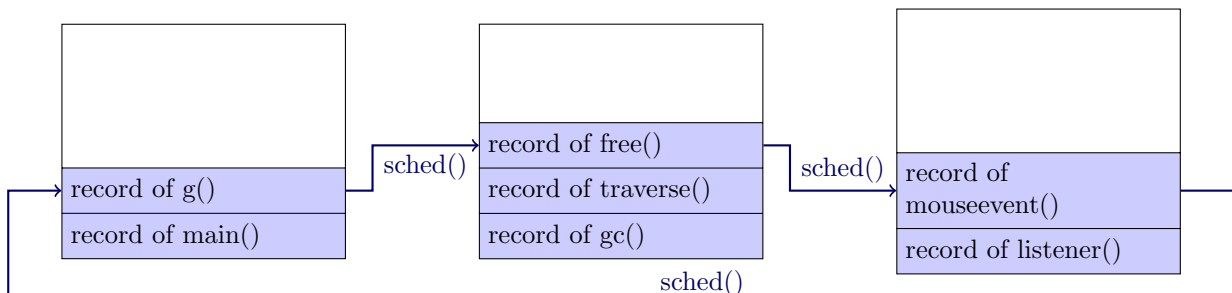 record of g()
record of main()
sched()
record of free()
record of traverse()
record of gc()
sched()
record of
mouseevent()
record of listener()
sched()